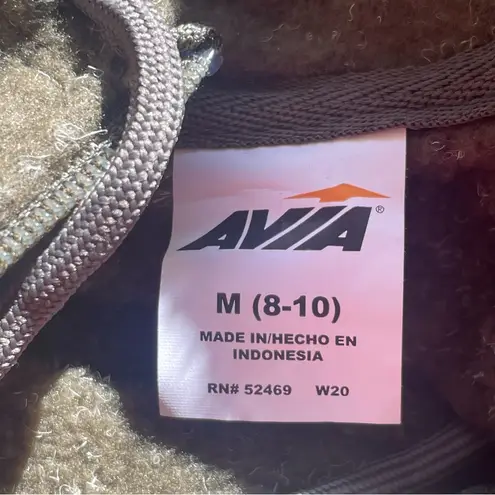 AVIA®
M (8-10)
MADE IN/HECHO EN
INDONESIA
RN# 52469 W20